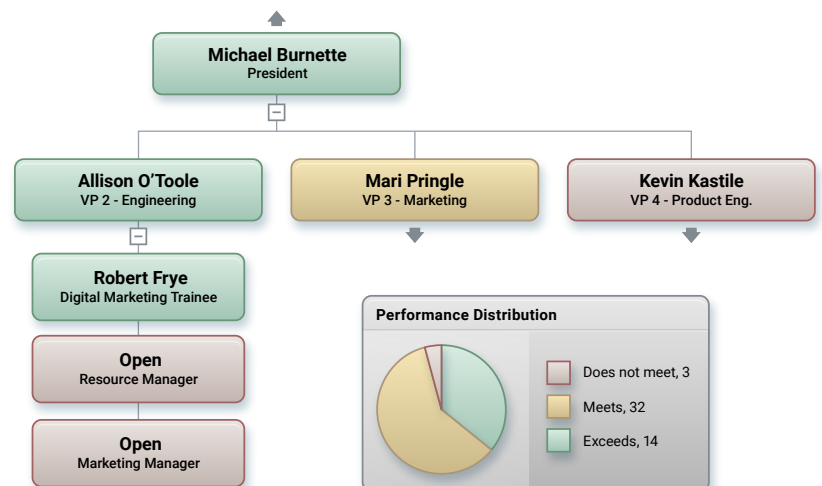 Michael Burnette
President
Allison O'Toole
VP 2 - Engineering
Mari Pringle
VP 3 - Marketing
Kevin Kastile
VP 4 - Product Eng.
Robert Frye
Digital Marketing Trainee
Open
Resource Manager
Open
Marketing Manager
Performance Distribution
Does not meet, 3
Meets, 32
Exceeds, 14